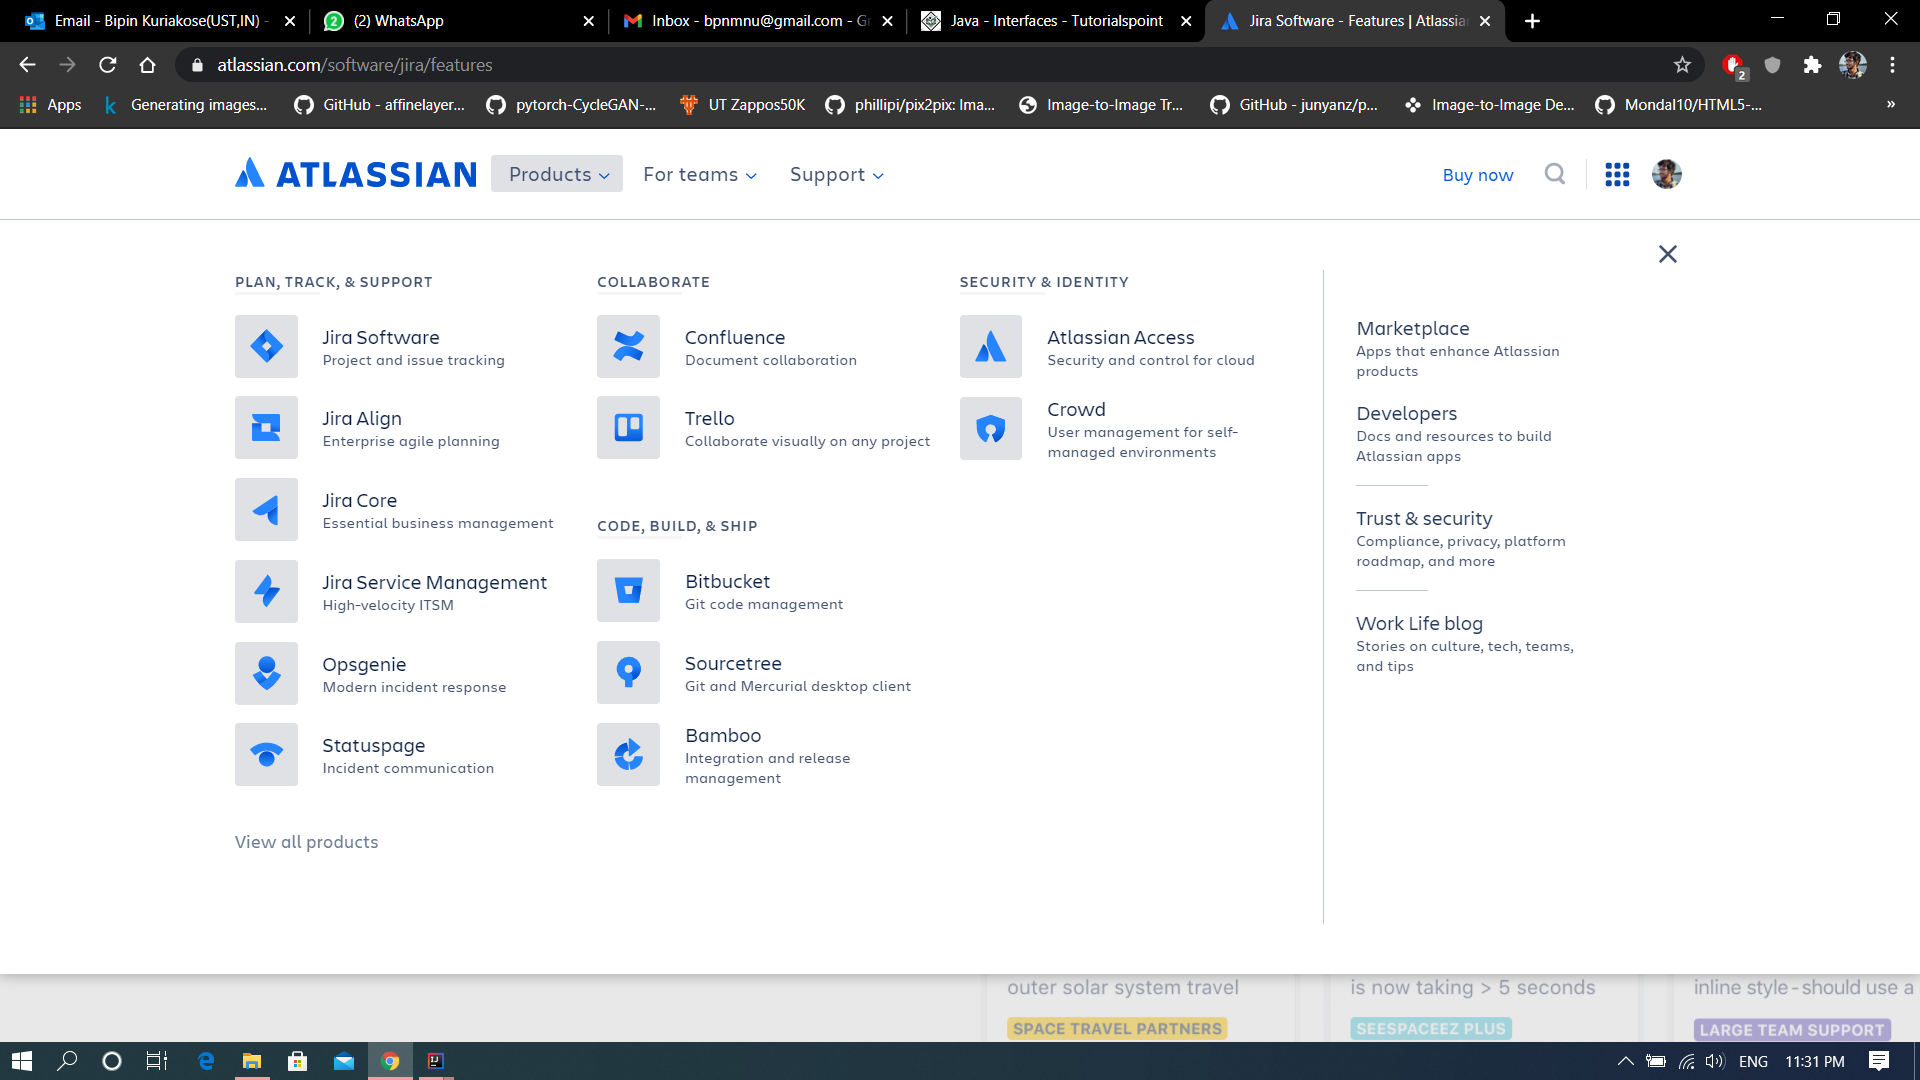 Email - Bipin Kuriakose(UST,IN) -
(2) WhatsApp
Inbox - bpnmnu@gmail.com - G
Java - Interfaces - Tutorialspoint
Jira Software - Features | Atlassia
atlassian.com/software/jira/features
2
Apps
Generating images...
GitHub - affinelayer...
pytorch-CycleGAN-...
UT Zappos50K
phillipi/pix2pix: Ima...
Image-to-Image Tr...
GitHub - junyanz/p...
Image-to-Image De...
Mondal10/HTML5-...
»
ATLASSIAN
Products
For teams
Support
Buy now
PLAN, TRACK, & SUPPORT
Jira Software
Project and issue tracking
Jira Align
Enterprise agile planning
Jira Core
Essential business management
Jira Service Management
High-velocity ITSM
Opsgenie
Modern incident response
Statuspage
Incident communication
View all products
COLLABORATE
Confluence
Document collaboration
Trello
Collaborate visually on any project
CODE, BUILD, & SHIP
Bitbucket
Git code management
Sourcetree
Git and Mercurial desktop client
Bamboo
Integration and release
management
SECURITY & IDENTITY
Atlassian Access
Security and control for cloud
Crowd
User management for self-
managed environments
Marketplace
Apps that enhance Atlassian
products
Developers
Docs and resources to build
Atlassian apps
Trust & security
Compliance, privacy, platform
roadmap, and more
Work Life blog
Stories on culture, tech, teams,
and tips
outer solar system travel
SPACE TRAVEL PARTNERS
is now taking > 5 seconds
SEESPACEEZ PLUS
inline style - should use a
LARGE TEAM SUPPORT
ENG
11:31 PM